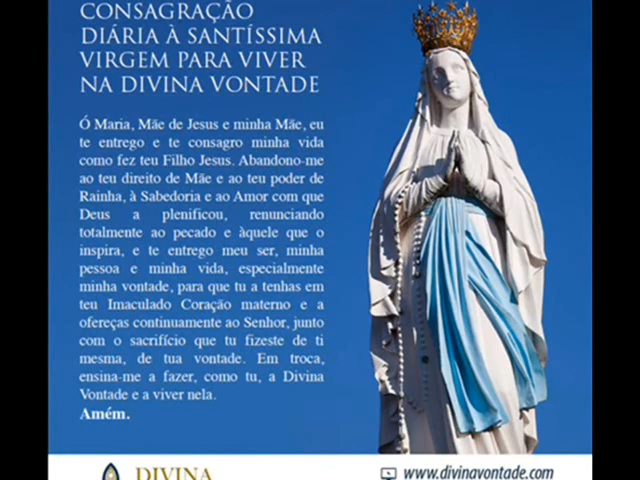 CONSAGRAÇÃO
DIÁRIA À SANTÍSSIMA
VIRGEM PARA VIVER
NA DIVINA VONTADE
Ó Maria, Mãe de Jesus e minha Mãe, eu
te entrego e te consagro minha vida
como fez teu Filho Jesus. Abandono-me
ao teu direito de Mãe e ao teu poder de
Rainha, à Sabedoria e ao Amor com que
Deus a plenificou, renunciando
totalmente ao pecado e àquele que o
inspira, e te entrego meu ser, minha
pessoa e minha vida, especialmente
minha vontade, para que tu a tenhas em
teu Imaculado Coração materno e a
ofereças continuamente ao Senhor, junto
com o sacrifício que tu fizeste de ti
mesma, de tua vontade. Em troca,
ensina-me a fazer, como tu, a Divina
Vontade e a viver nela.
Amém.
DIVINA
www.divinavontade.com